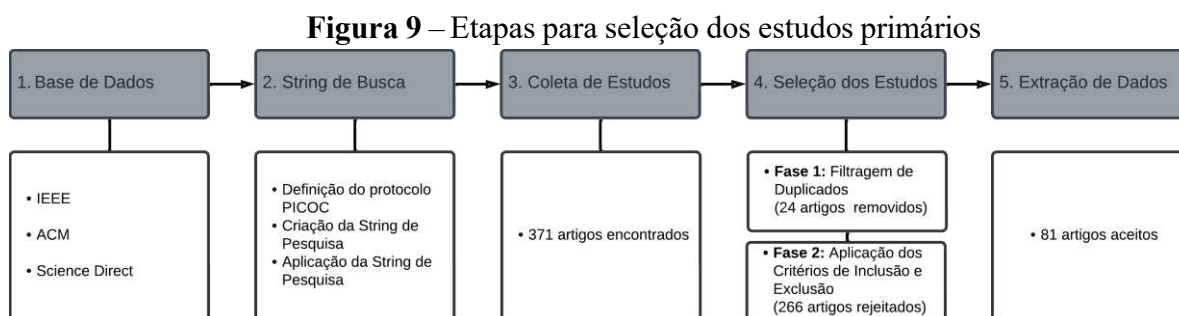 Figura 9 – Etapas para seleção dos estudos primários
1. Base de Dados
2. String de Busca
3. Coleta de Estudos
4. Seleção dos Estudos
5. Extração de Dados
• IEEE
• ACM
• Science Direct
• Definição do protocolo
PICOC
• Criação da String de
Pesquisa
• Aplicação da String de
Pesquisa
• 371 artigos encontrados
• Fase 1: Filtragem de
Duplicados
(24 artigos removidos)
• Fase 2: Aplicação dos
Critérios de Inclusão e
Exclusão
(266 artigos rejeitados)
• 81 artigos aceitos